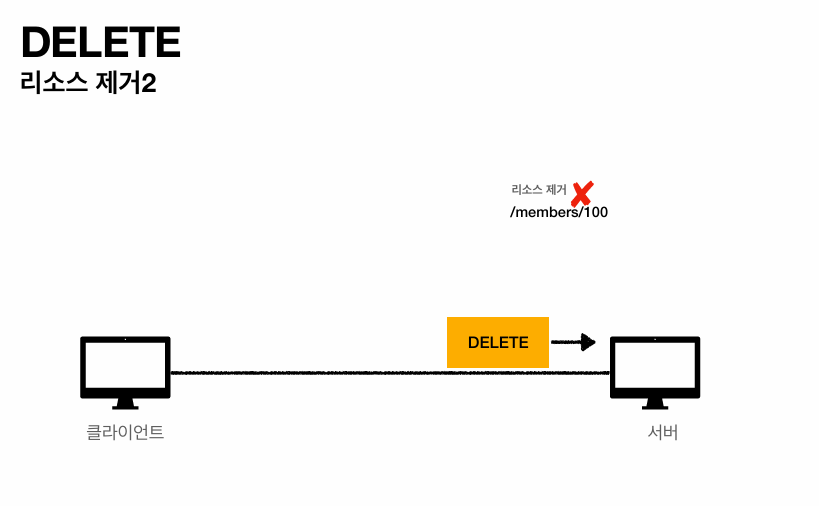 DELETE
리소스 제거2
리소스 제거
/members/100
DELETE
클라이언트
서버